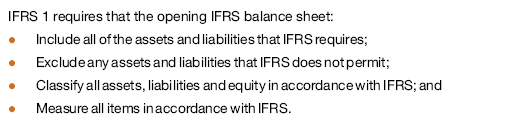 IFRS 1 requires that the opening IFRS balance sheet:
● Include all of the assets and liabilities that IFRS requires;
● Exclude any assets and liabilities that IFRS does not permit;
● Classify all assets, liabilities and equity in accordance with IFRS; and
● Measure all items in accordance with IFRS.